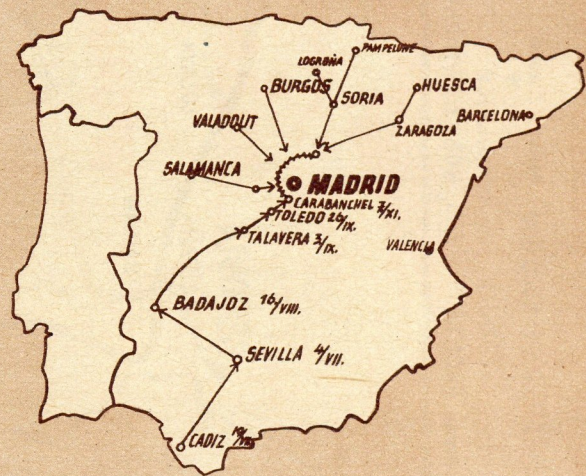 PAMPELUNE
LOGROÑA
BURGOS
SORIA
HUESCA
VALADOLIT
ZARAGOZA
BARCELONA
SALAMANCA
MADRID
CARABANCHEL 3/XI.
TOLEDO 26/IX.
TALAVERA 3/IX.
VALENCIA
BADAJOZ 16/VIII.
SEVILLA 4/VII.
CADIZ